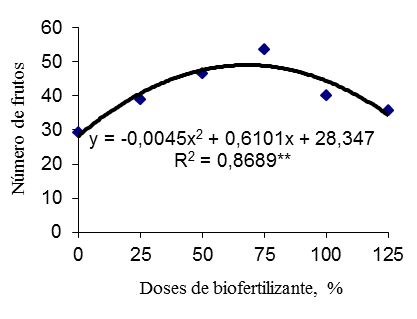 Número de frutos
60
50
40
30
20
10
0
y = -0,0045x² + 0,6101x + 28,347
R² = 0,8689**
0 25 50 75 100 125
Doses de biofertilizante, %